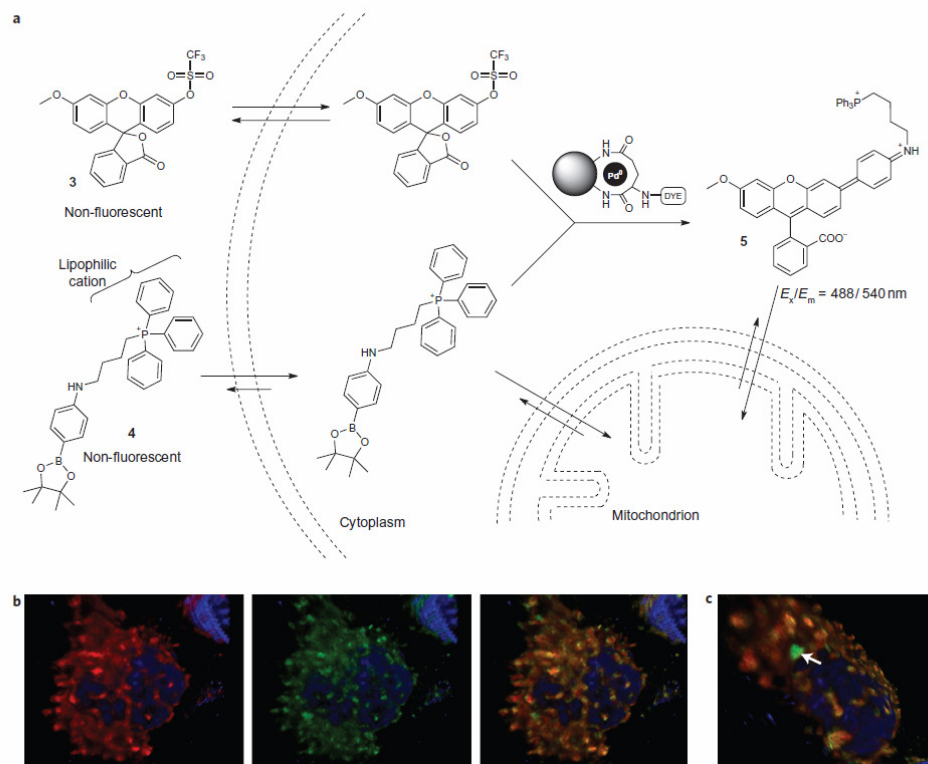 a
CF3
O S O
O
O
O
O
O
3
Non-fluorescent
CF3
O S O
O
O
O
O
O
NH
O
Pd0
NH
O
N
H
DYE
Ph3P+
+NH
O
O
COO−
5
Ex/Em = 488/540 nm
Lipophilic
cation
+P
HN
B
O O
4
Non-fluorescent
+P
HN
B
O O
Cytoplasm
Mitochondrion
b
c